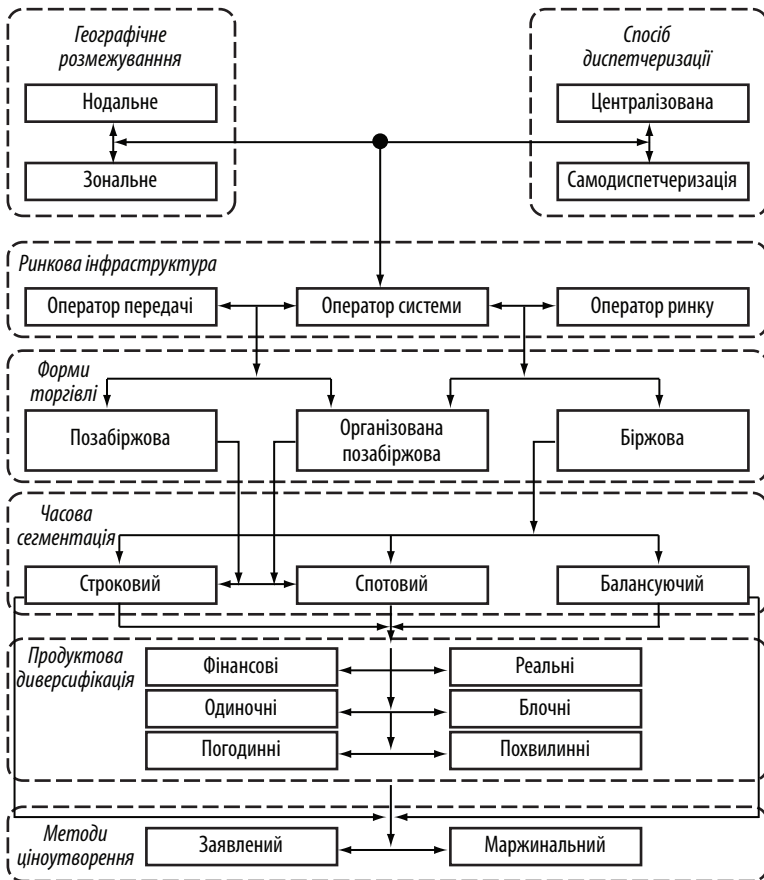 Географічне
розмежуванння
Нодальне
Зональне
Спосіб
диспетчеризації
Централізована
Самодиспетчеризація
Ринкова інфраструктура
Оператор передачі
Оператор системи
Оператор ринку
Форми
торгівлі
Позабіржова
Організована
позабіржова
Біржова
Часова
сегментація
Строковий
Спотовий
Балансуючий
Продуктова
диверсифікація
Фінансові
Реальні
Одиночні
Блочні
Погодинні
Похвилинні
Методи
ціноутворення
Заявлений
Маржинальний